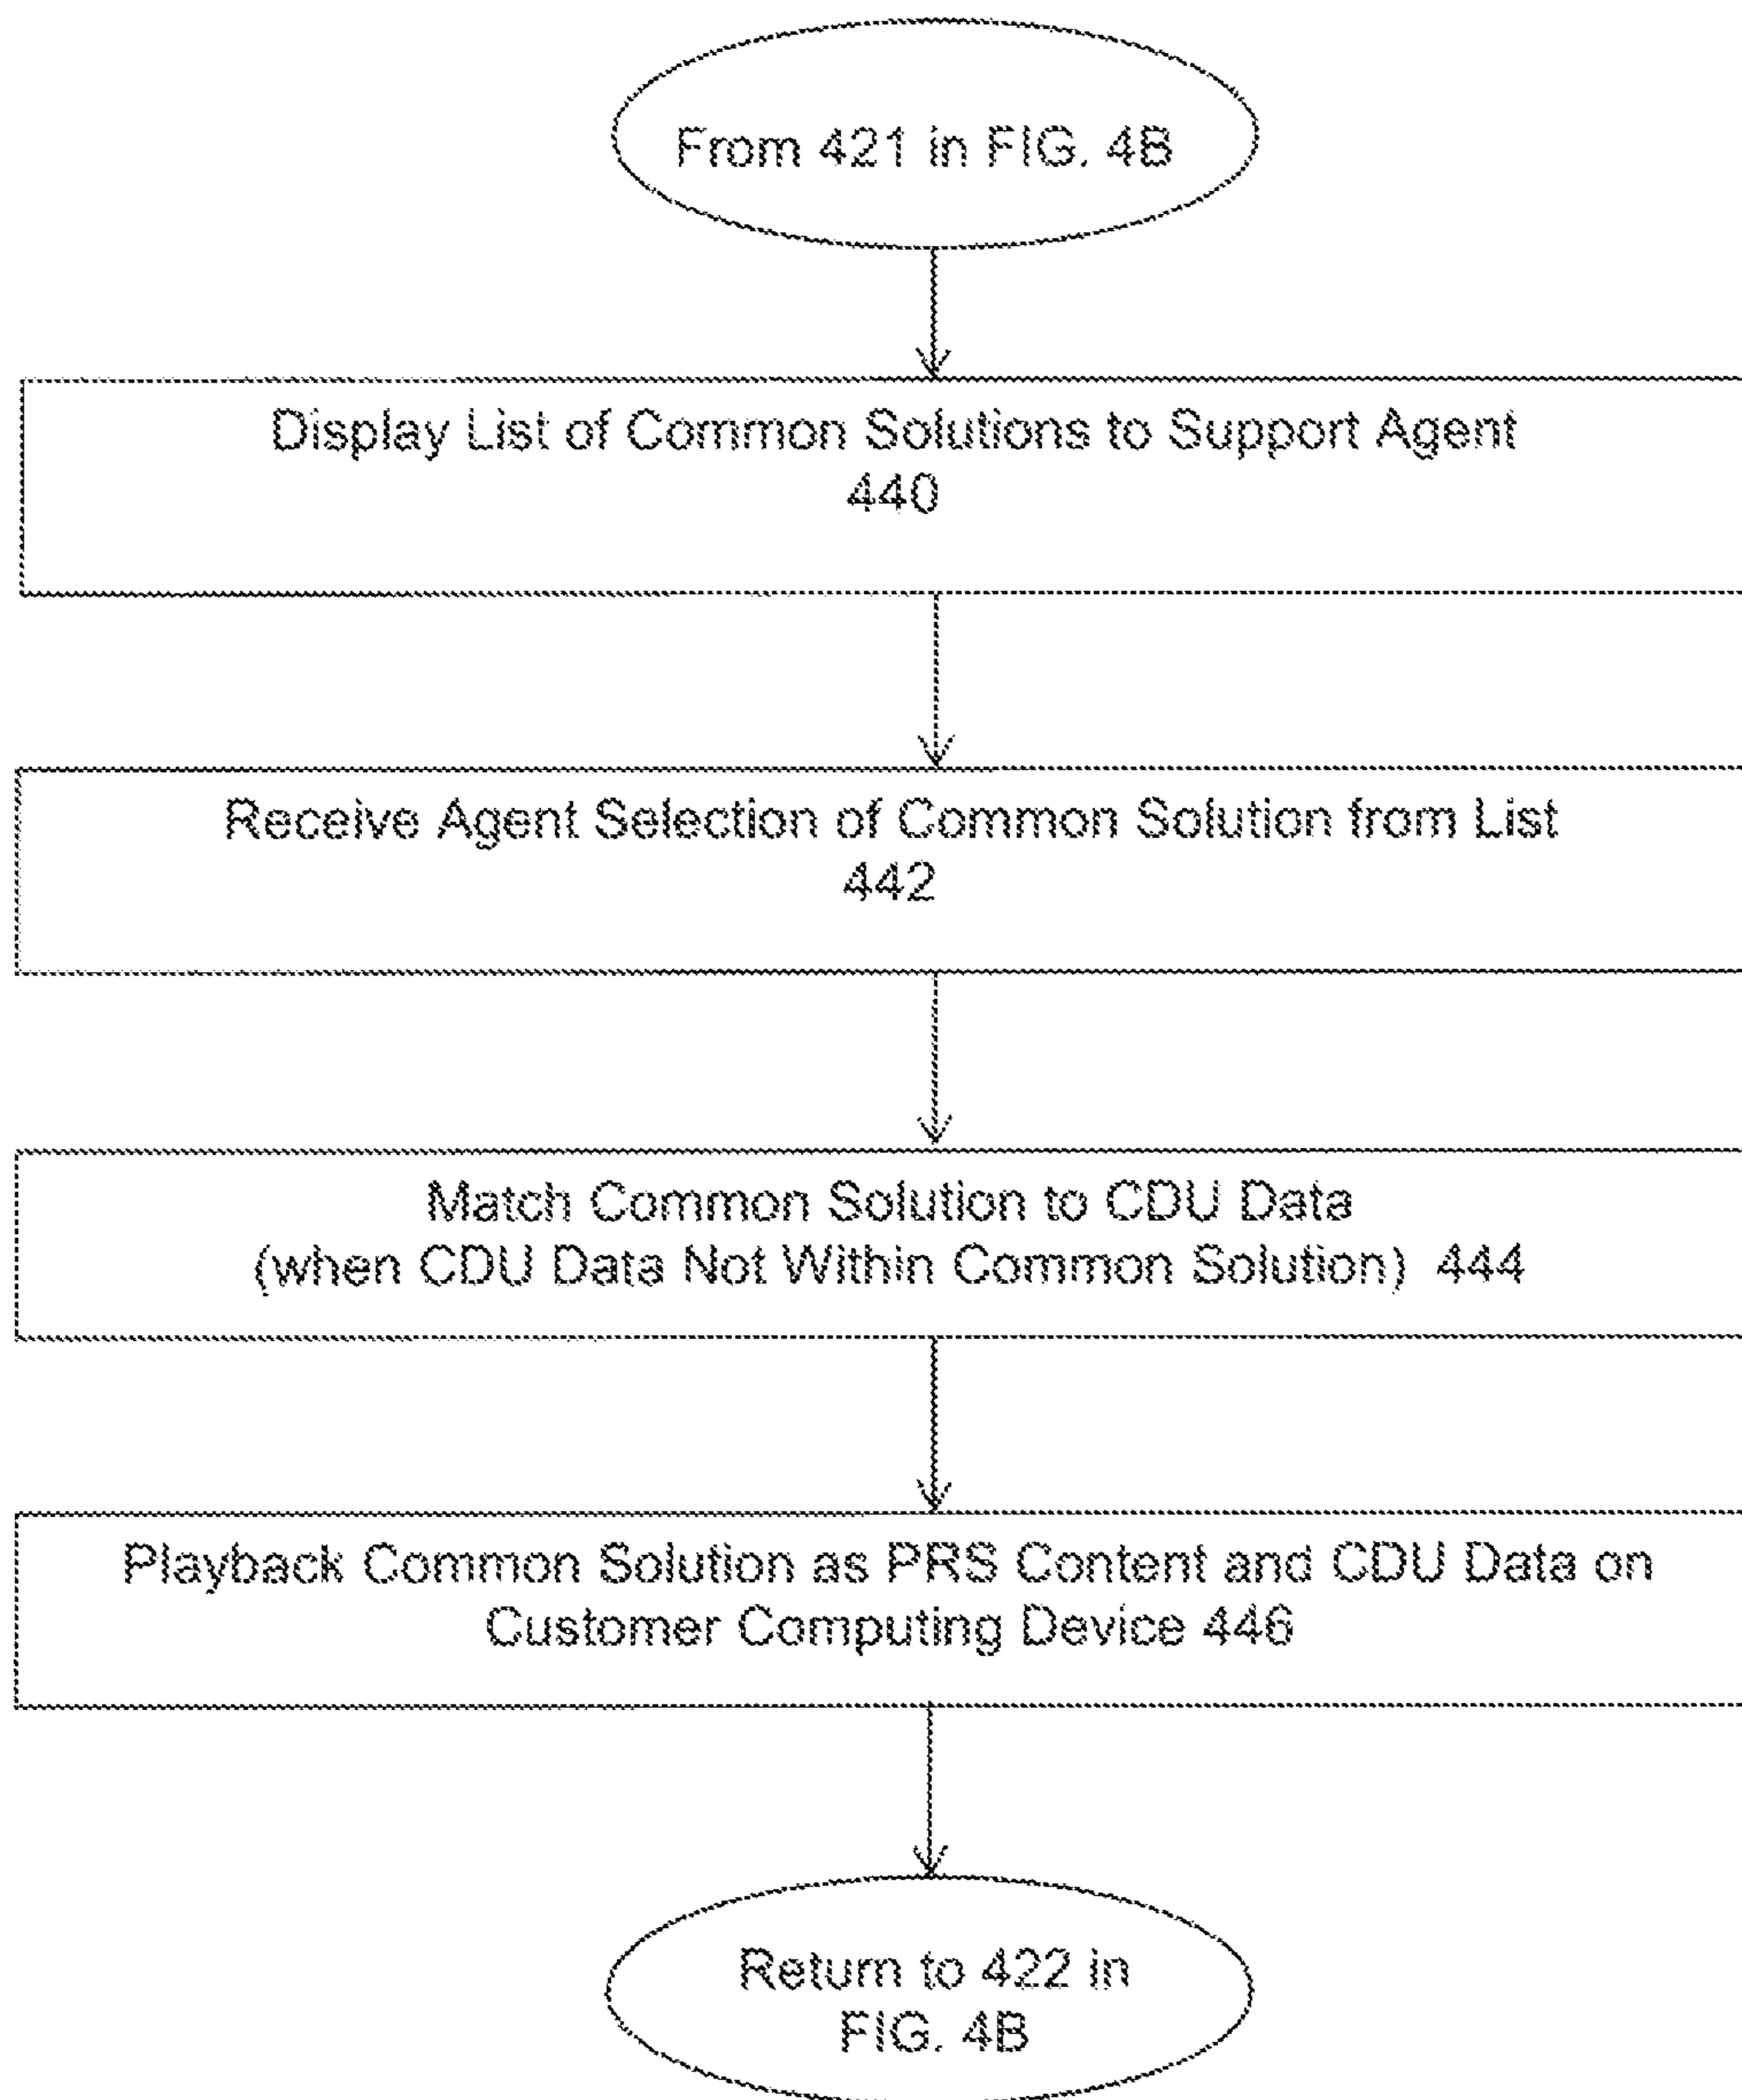 From 421 in FIG. 4B
Display List of Common Solutions to Support Agent
440
Receive Agent Selection of Common Solution from List
442
Match Common Solution to CDU Data
(when CDU Data Not Within Common Solution) 444
Playback Common Solution as PRS Content and CDU Data on
Customer Computing Device 446
Return to 422 in
FIG. 4B